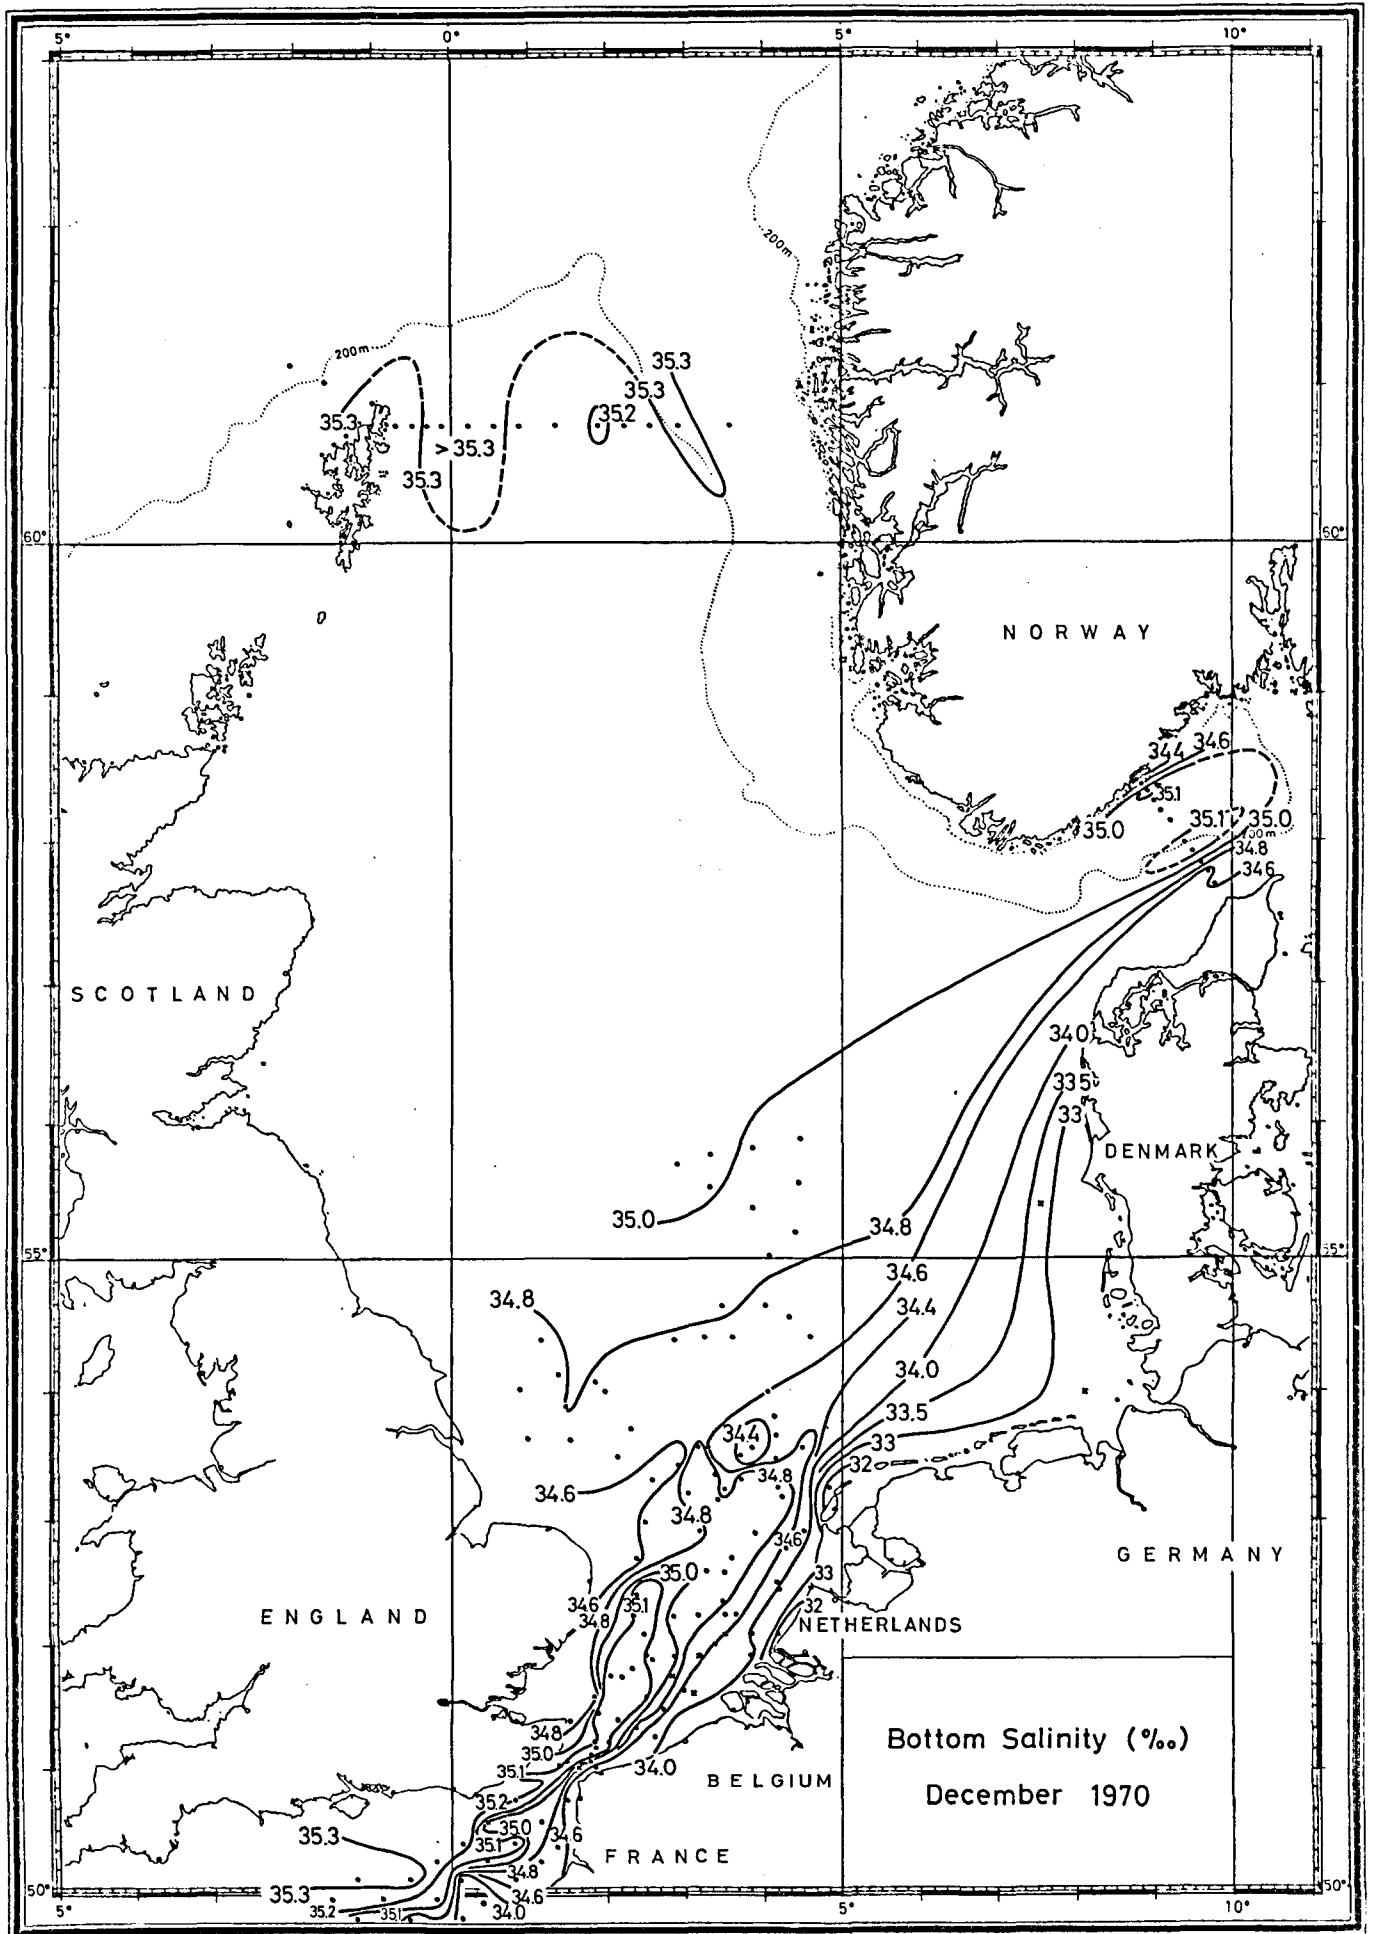 5° 0° 5° 10°
200m
200m
35.3
35.3
35.3 35.2
> 35.3
35.3
60° 60°
NORWAY
34.4 34.6
35.1
35.0 35.1 35.0
34.8
34.6
SCOTLAND
34.0
33.5
33
DENMARK
35.0 34.8
55°
34.6
34.8 34.4
34.0
33.5
34.4 33
34.8 32
34.6
34.8
34.6
GERMANY
35.0 33
34.6 35.1 32
34.8
ENGLAND NETHERLANDS
34.8
35.0
35.1 34.0
BELGIUM
Bottom Salinity (‰)
December 1970
35.2
35.0
35.3 35.1 34.6
34.8 FRANCE
50° 35.3 34.6 50°
35.2 35.1 34.0
5° 5° 10°